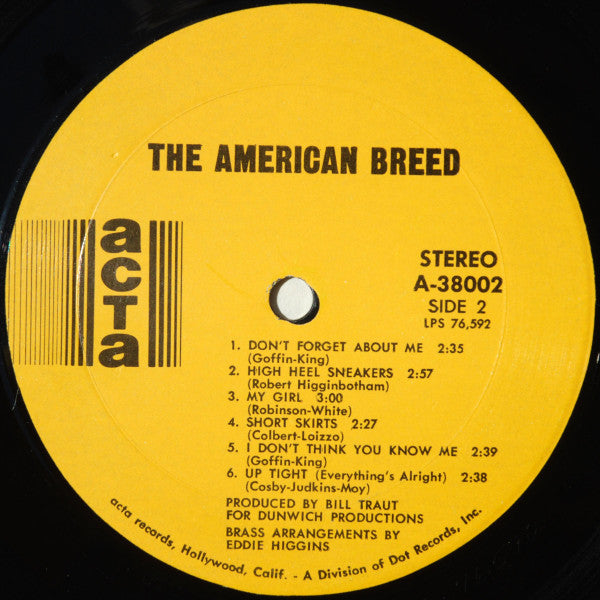 THE AMERICAN BREED
acta
STEREO
A-38002
SIDE 2
LPS 76,592
1. DON'T FORGET ABOUT ME 2:35
(Goffin-King)
2. HIGH HEEL SNEAKERS 2:57
(Robert Higginbotham)
3. MY GIRL 3:00
(Robinson-White)
4. SHORT SKIRTS 2:27
(Colbert-Loizzo)
5. I DON'T THINK YOU KNOW ME 2:39
(Goffin-King)
6. UP TIGHT (Everything's Alright) 2:38
(Cosby-Judkins-Moy)
PRODUCED BY BILL TRAUT
FOR DUNWICH PRODUCTIONS
BRASS ARRANGEMENTS BY
EDDIE HIGGINS
acta records, Hollywood, Calif. - A Division of Dot Records, Inc.